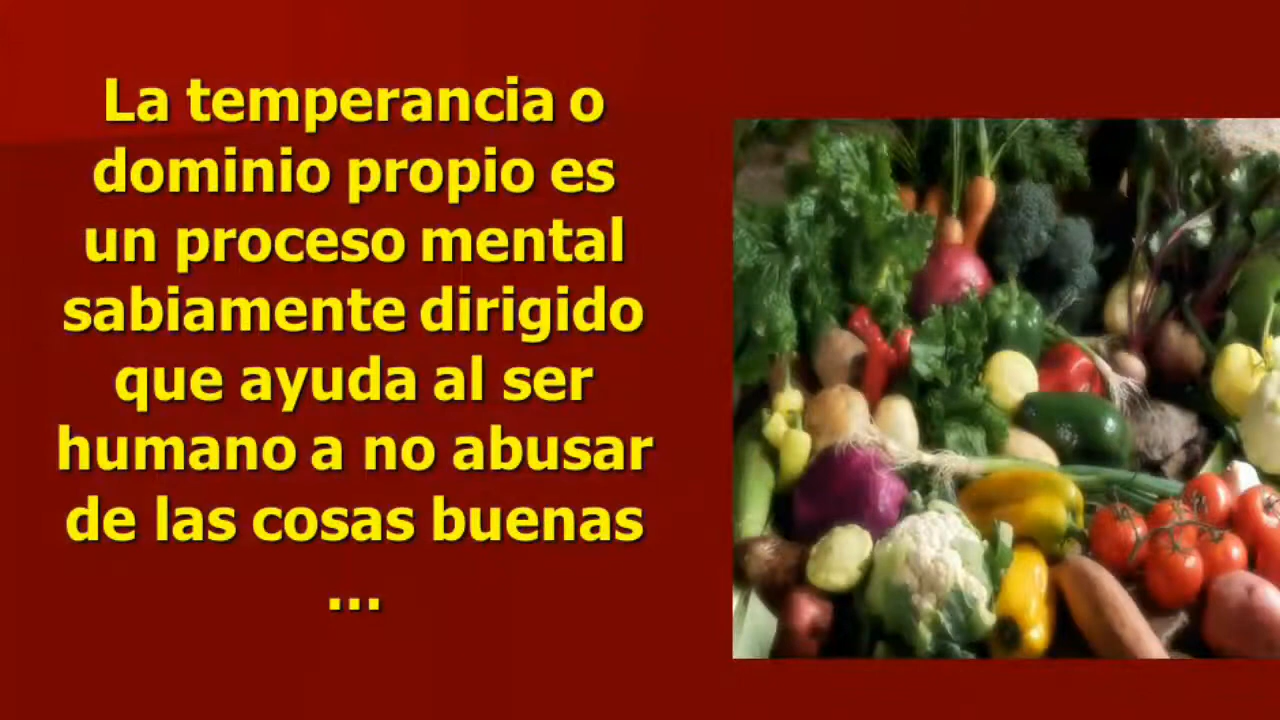 La temperancia o
dominio propio es
un proceso mental
sabiamente dirigido
que ayuda al ser
humano a no abusar
de las cosas buenas
...